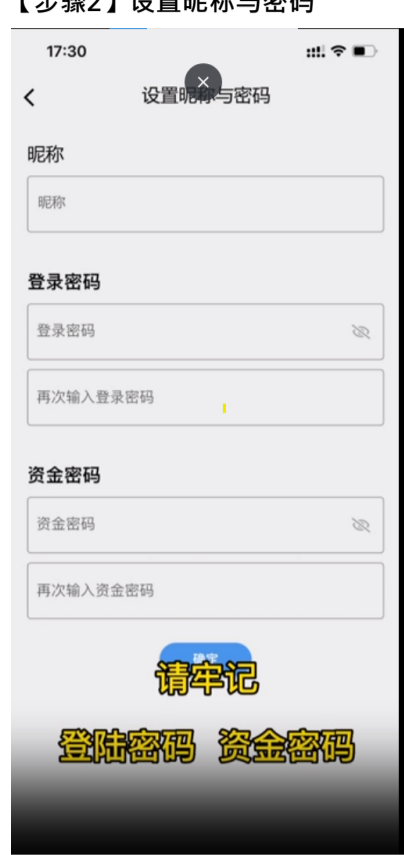 【步骤2】设置昵称与密码
17:30
设置昵称与密码
昵称
昵称
登录密码
登录密码
再次输入登录密码
资金密码
资金密码
再次输入资金密码
确定
请牢记
登陆密码 资金密码